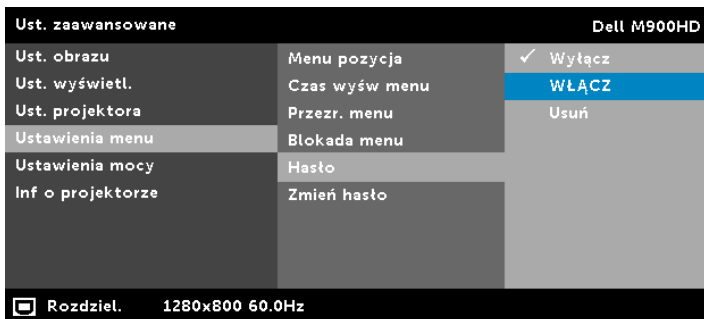 Ust. zaawansowane
Dell M900HD
Ust. obrazu
Ust. wyświetl.
Ust. projektora
Ustawienia menu
Ustawienia mocy
Inf o projektorze
Menu pozycja
Czas wyśw menu
Przezr. menu
Blokada menu
Hasło
Zmień hasło
Wyłącz
WŁĄCZ
Usuń
Rozdziel. 1280x800 60.0Hz